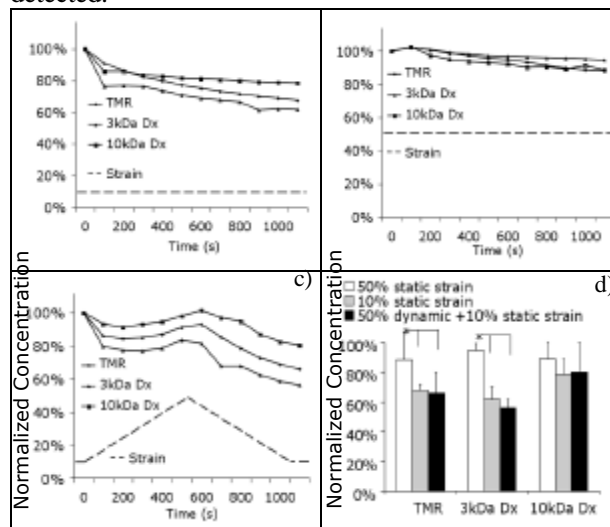 detected.
100%
80%
60%
40%
20%
0%
TMR
3kDa Dx
10kDa Dx
Strain
0 200 400 600 800 1000
Time (s)
100%
80%
60%
40%
20%
0%
TMR
3kDa Dx
10kDa Dx
Strain
0 200 400 600 800 1000
Time (s)
c)
Normalized Concentration
100%
80%
60%
40%
20%
0%
TMR
3kDa Dx
10kDa Dx
Strain
0 200 400 600 800 1000
Time (s)
d)
50% static strain
10% static strain
50% dynamic +10% static strain
Normalized Concentration
100%
80%
60%
40%
20%
0%
*
*
TMR 3kDa Dx 10kDa Dx